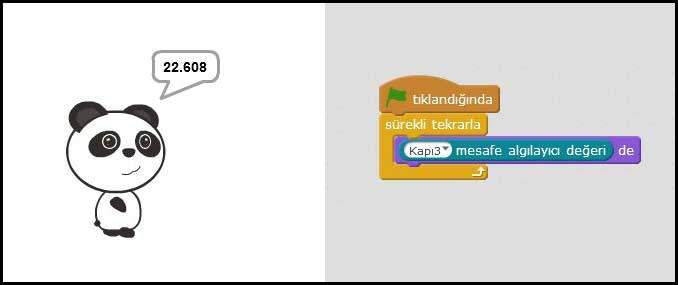 22.608
tıklandığında
sürekli tekrarla
Kapı3 mesafe algılayıcı değeri de